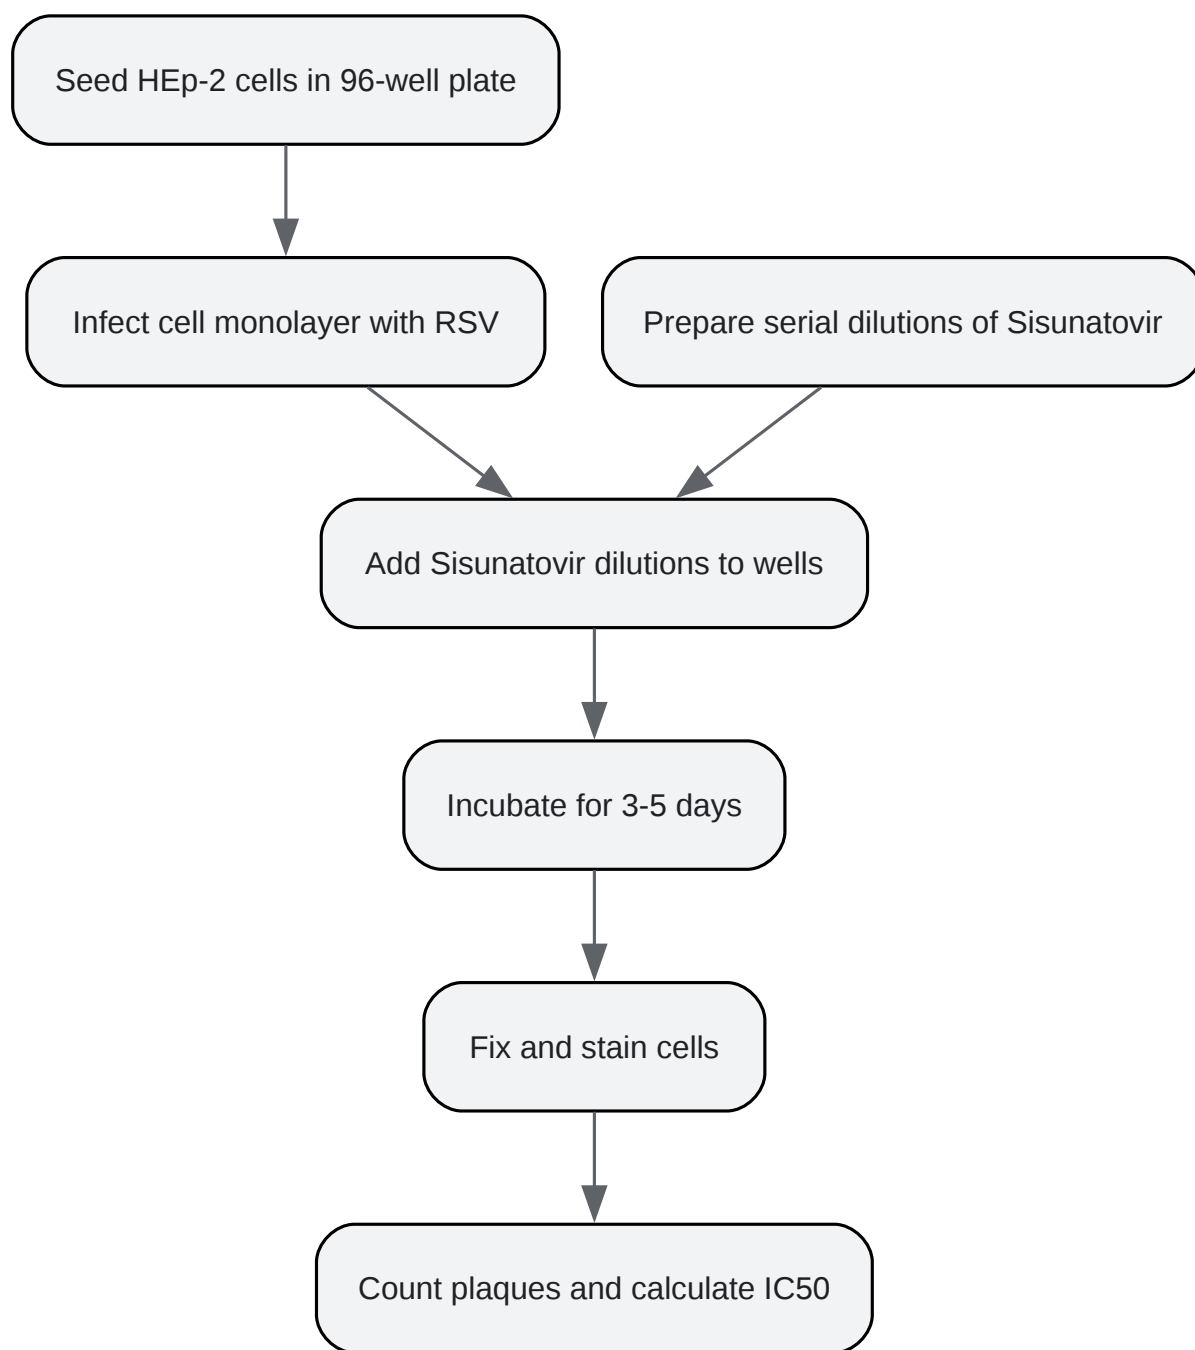 Seed HEp-2 cells in 96-well plate
Infect cell monolayer with RSV
Prepare serial dilutions of Sisunatovir
Add Sisunatovir dilutions to wells
Incubate for 3-5 days
Fix and stain cells
Count plaques and calculate IC50